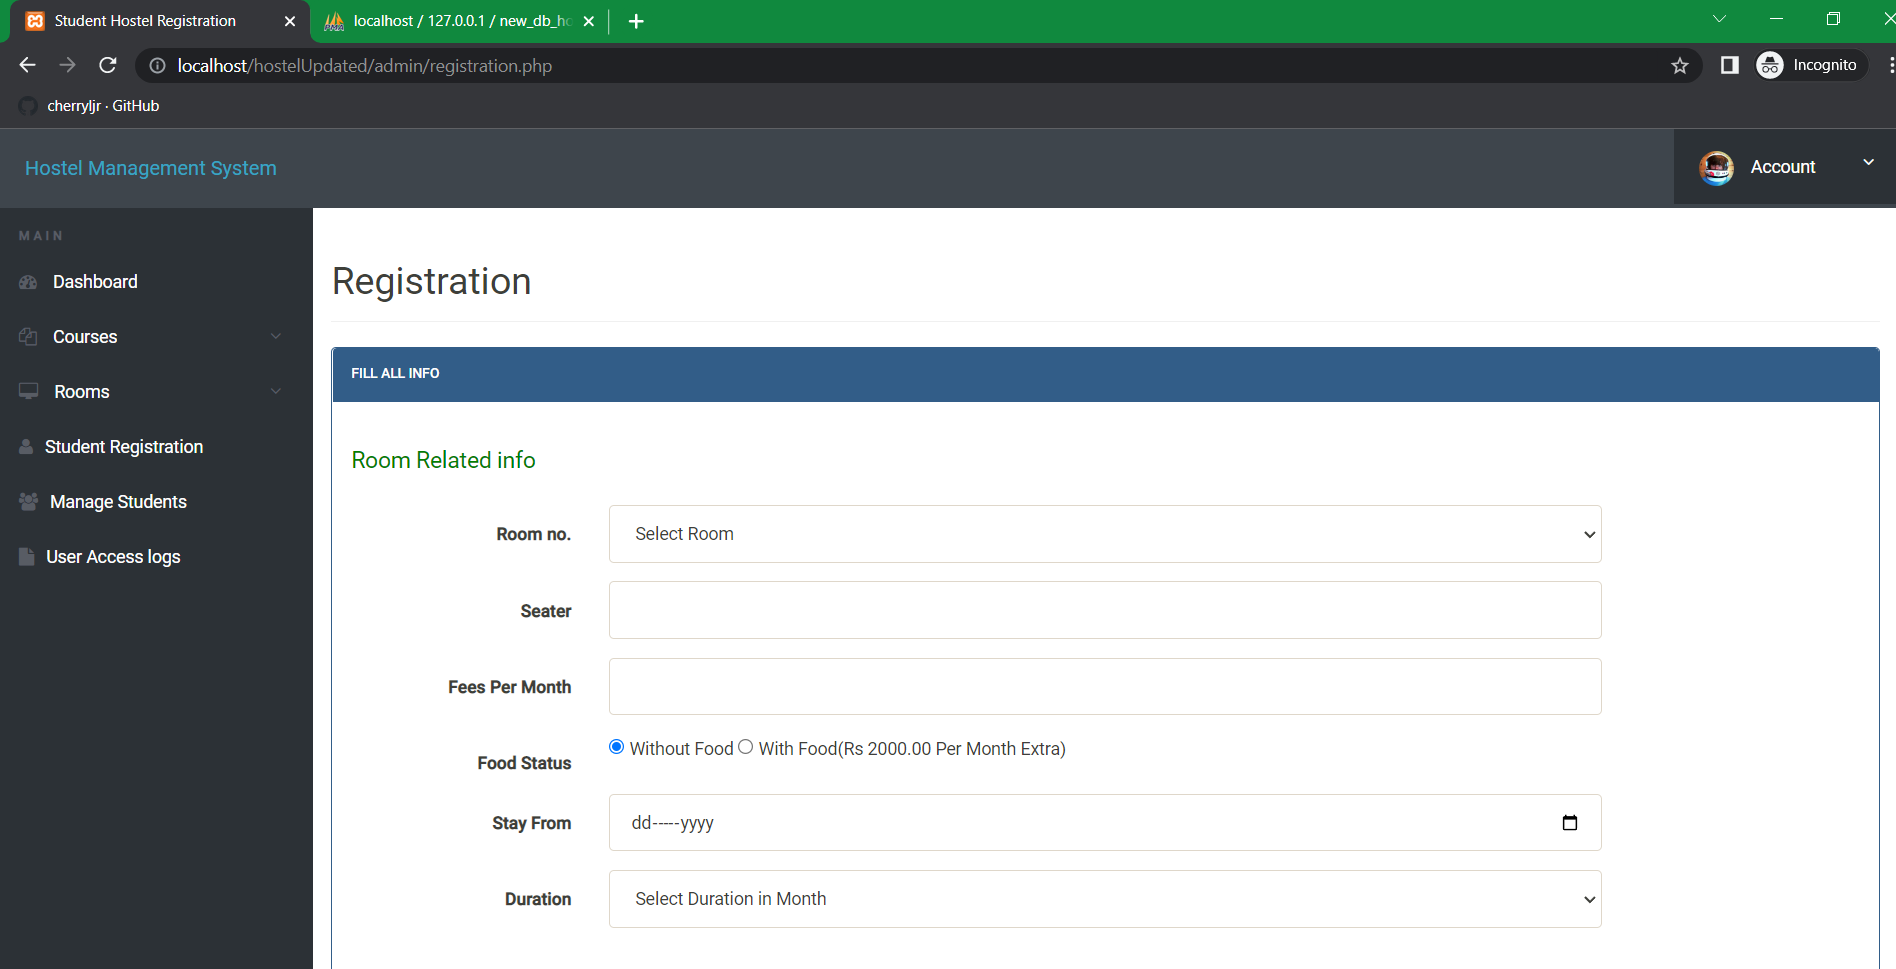 Student Hostel Registration
localhost / 127.0.0.1 / new_db_ho
localhost/hostelUpdated/admin/registration.php
Incognito
cherryljr · GitHub
Hostel Management System
Account
MAIN
Dashboard
Courses
Rooms
Student Registration
Manage Students
User Access logs
Registration
FILL ALL INFO
Room Related info
Room no.
Select Room
Seater
Fees Per Month
Food Status
Without Food
With Food(Rs 2000.00 Per Month Extra)
Stay From
dd-----yyyy
Duration
Select Duration in Month